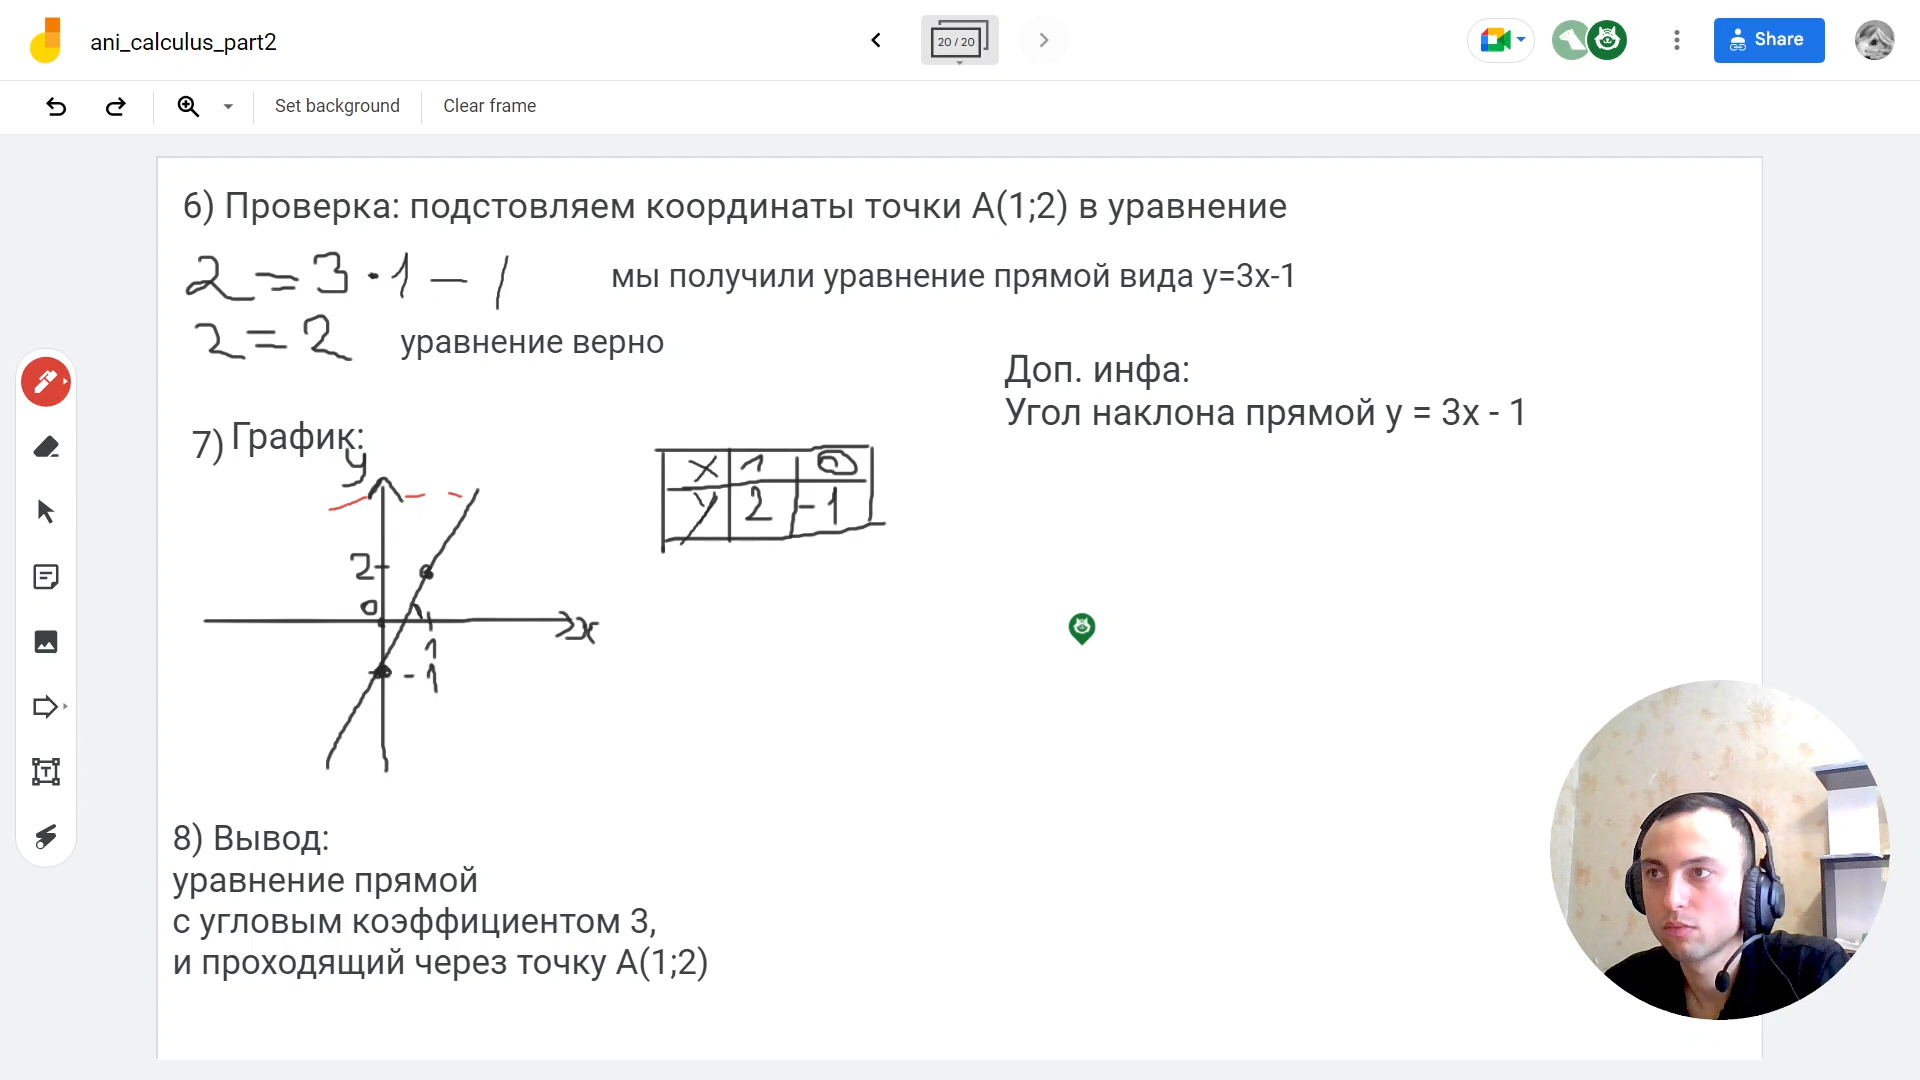 ani_calculus_part2
20 / 20
Share
Set background
Clear frame
6) Проверка: подстовляем координаты точки A(1;2) в уравнение
2=3·1-1
мы получили уравнение прямой вида y=3x-1
2=2
уравнение верно
Доп. инфа:
Угол наклона прямой y = 3x - 1
7) График:
y
x 1 0
y 2 -1
2
0
x
1
-1
8) Вывод:
уравнение прямой
с угловым коэффициентом 3,
и проходящий через точку A(1;2)